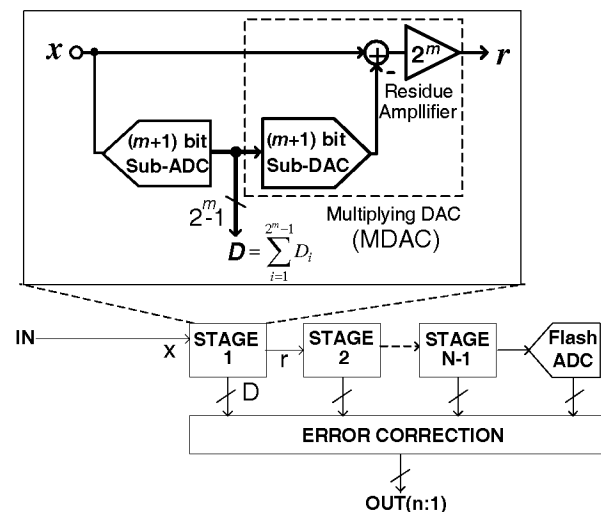 x
2^m
r
-
Residue
Ampllifier
(m+1) bit
Sub-ADC
(m+1) bit
Sub-DAC
2^m-1
Multiplying DAC
(MDAC)
D = \sum_{i=1}^{2^m-1} D_i
IN
x
STAGE
1
r
STAGE
2
STAGE
N-1
Flash
ADC
D
ERROR CORRECTION
OUT(n:1)